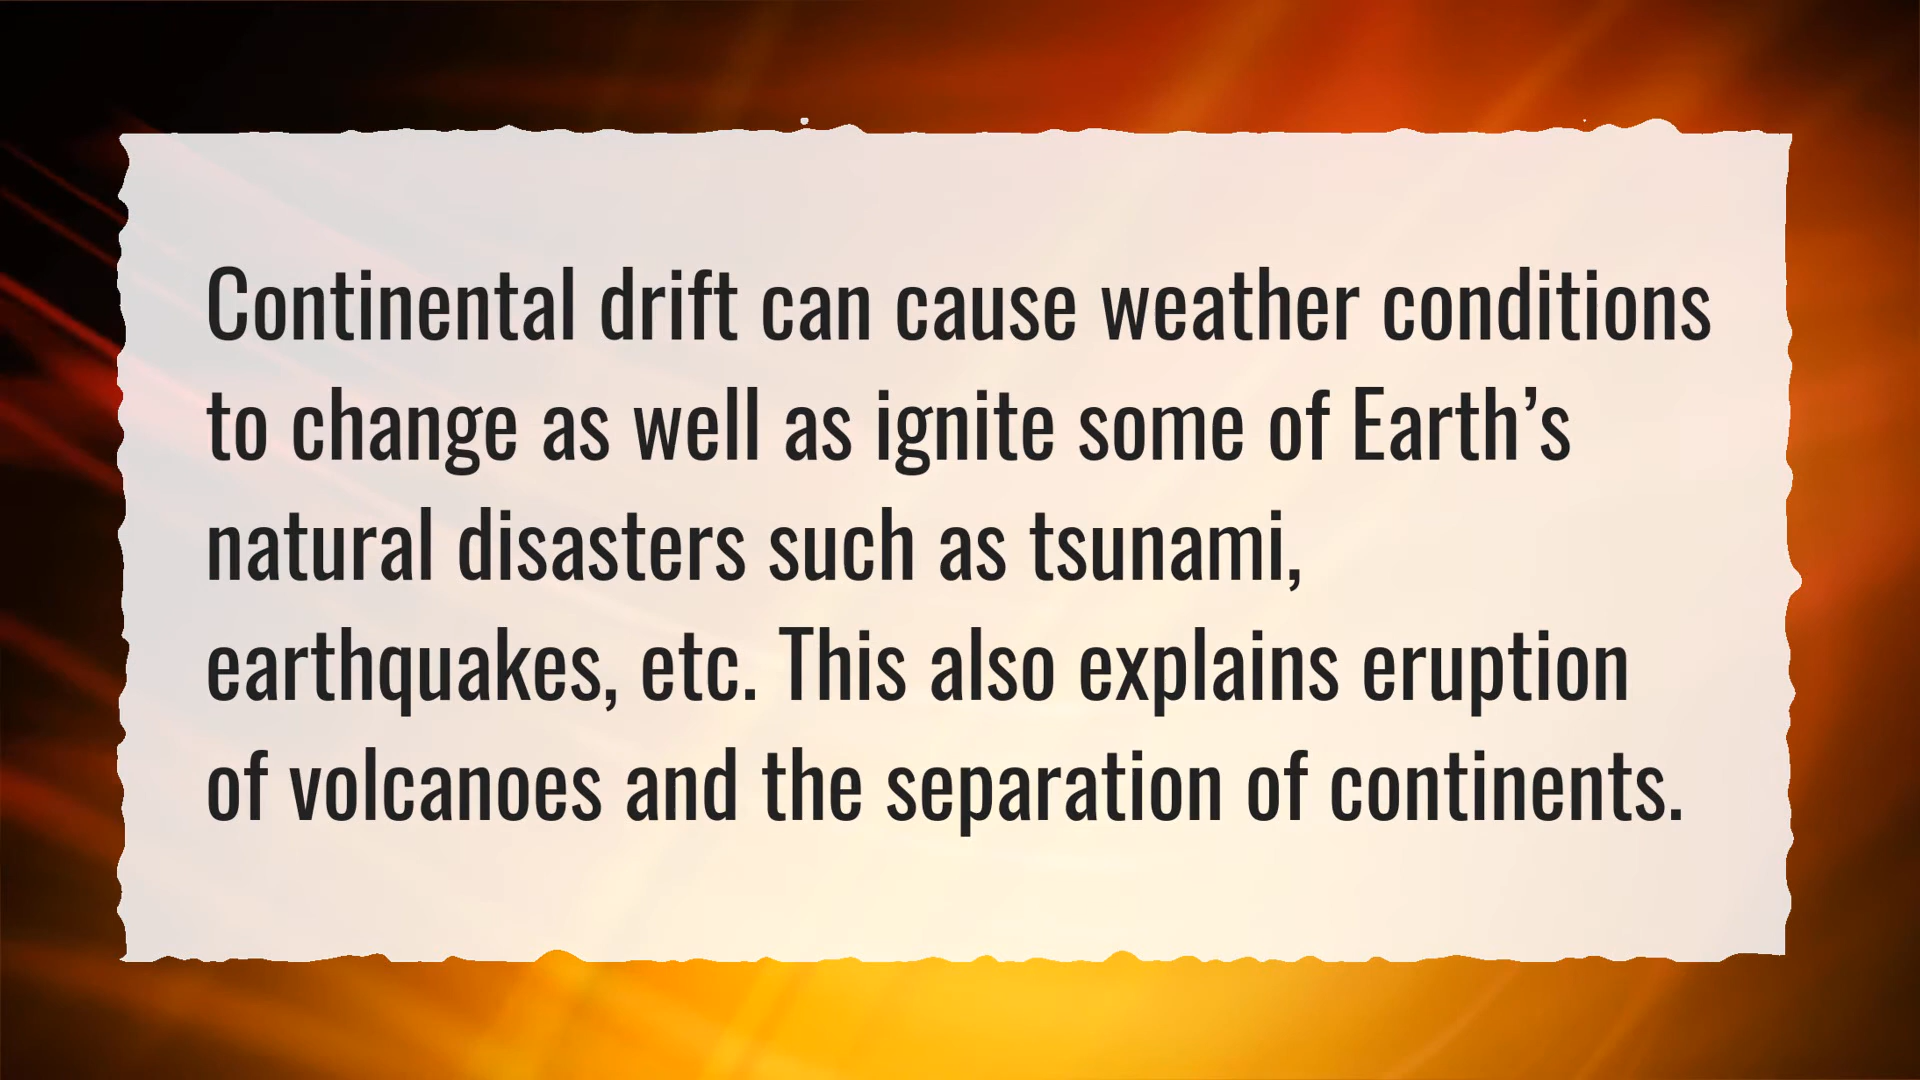 Continental drift can cause weather conditions
to change as well as ignite some of Earth’s
natural disasters such as tsunami,
earthquakes, etc. This also explains eruption
of volcanoes and the separation of continents.